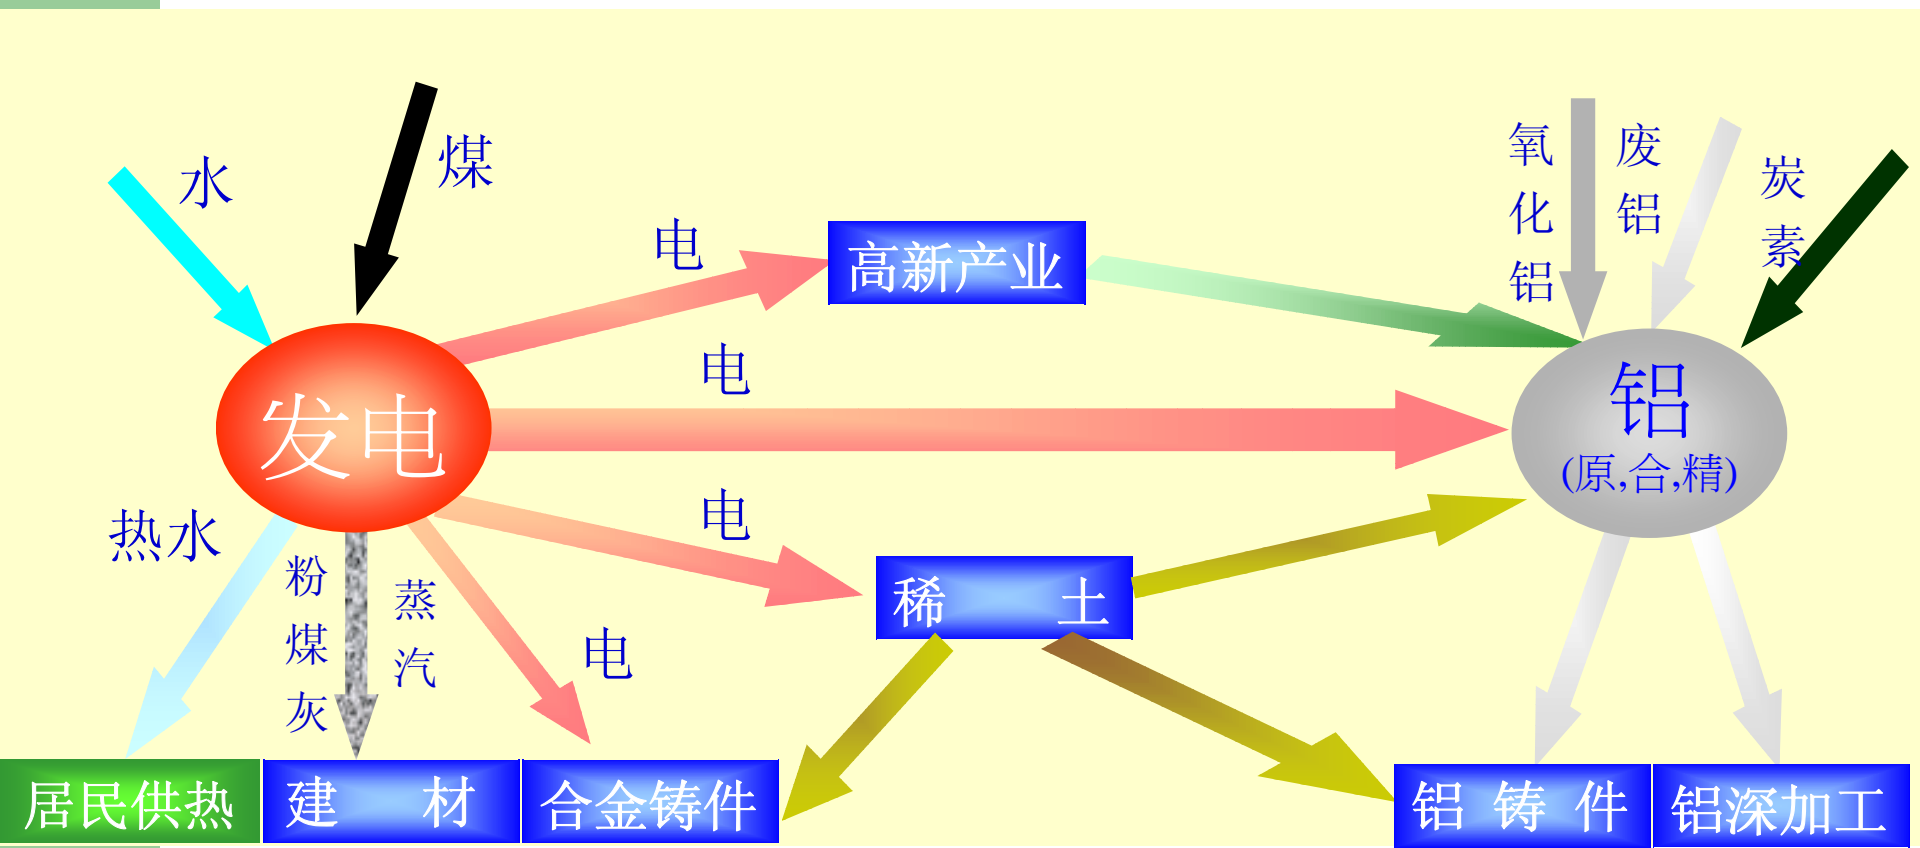 水
煤
电
高新产业
氧化铝
废铝
炭素
电
发电
铝
(原,合,精)
热水
粉煤灰
蒸汽
电
稀 土
电
居民供热
建 材
合金铸件
铝 铸 件
铝深加工